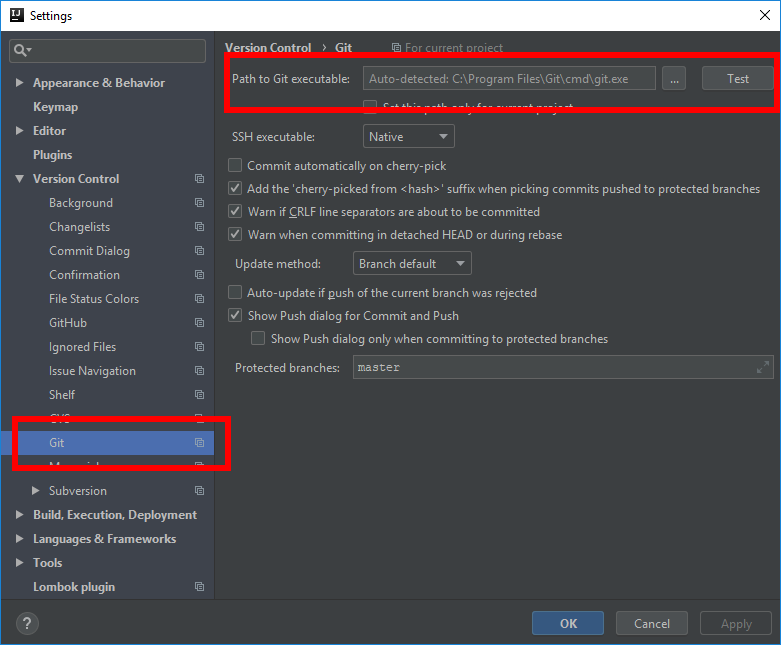 IJ Settings
Version Control › Git For current project
Path to Git executable: Auto-detected: C:\Program Files\Git\cmd\git.exe ... Test
Set this path only for current project
SSH executable: Native
Commit automatically on cherry-pick
Add the 'cherry-picked from <hash>' suffix when picking commits pushed to protected branches
Warn if CRLF line separators are about to be committed
Warn when committing in detached HEAD or during rebase
Update method: Branch default
Auto-update if push of the current branch was rejected
Show Push dialog for Commit and Push
Show Push dialog only when committing to protected branches
Protected branches: master
Appearance & Behavior
Keymap
Editor
Plugins
Version Control
Background
Changelists
Commit Dialog
Confirmation
File Status Colors
GitHub
Ignored Files
Issue Navigation
Shelf
CVS
Git
Mercurial
Subversion
Build, Execution, Deployment
Languages & Frameworks
Tools
Lombok plugin
? OK Cancel Apply